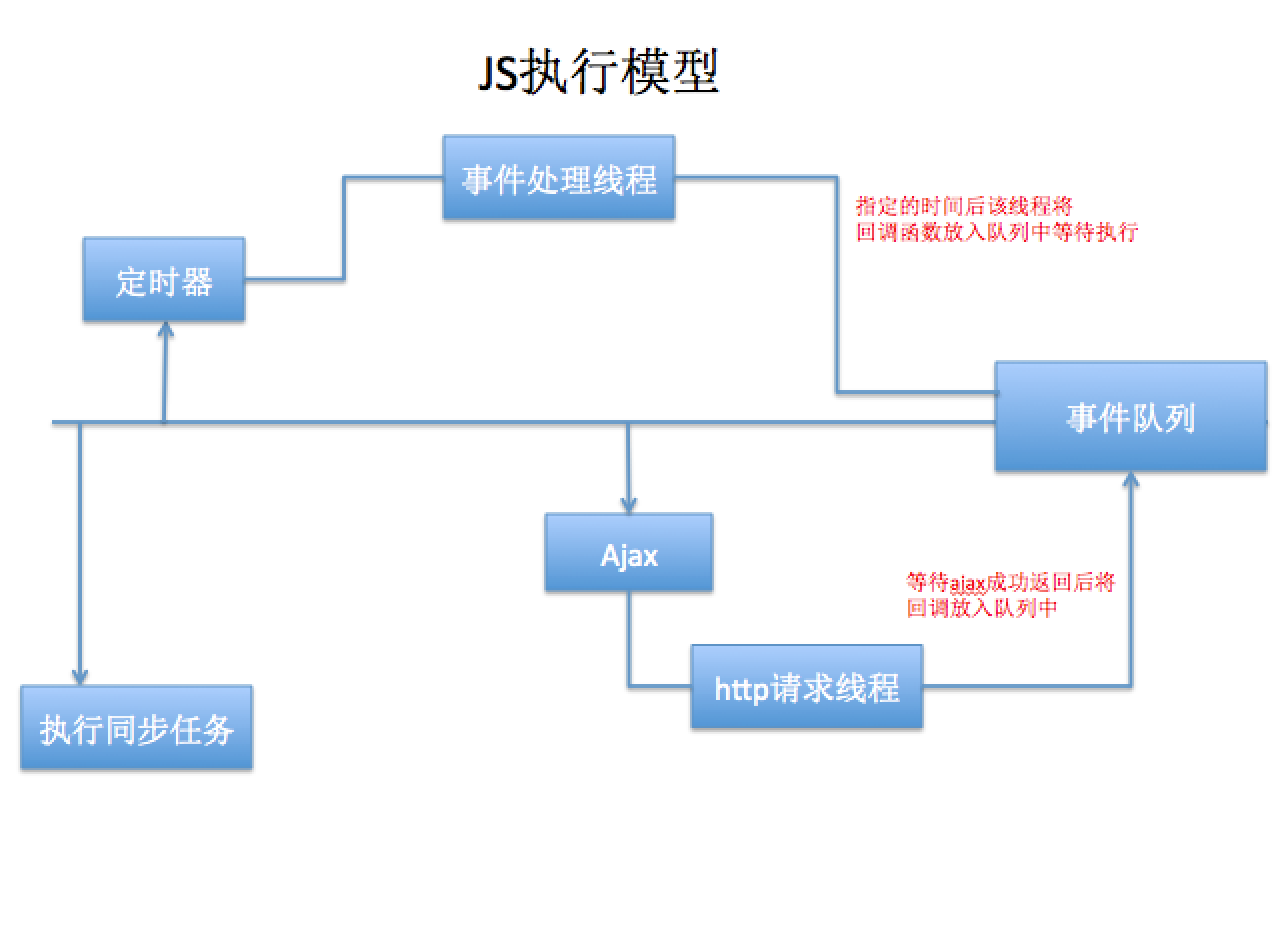 JS执行模型
事件处理线程
指定的时间后该线程将
回调函数放入队列中等待执行
定时器
事件队列
Ajax
等待ajax成功返回后将
回调放入队列中
http请求线程
执行同步任务